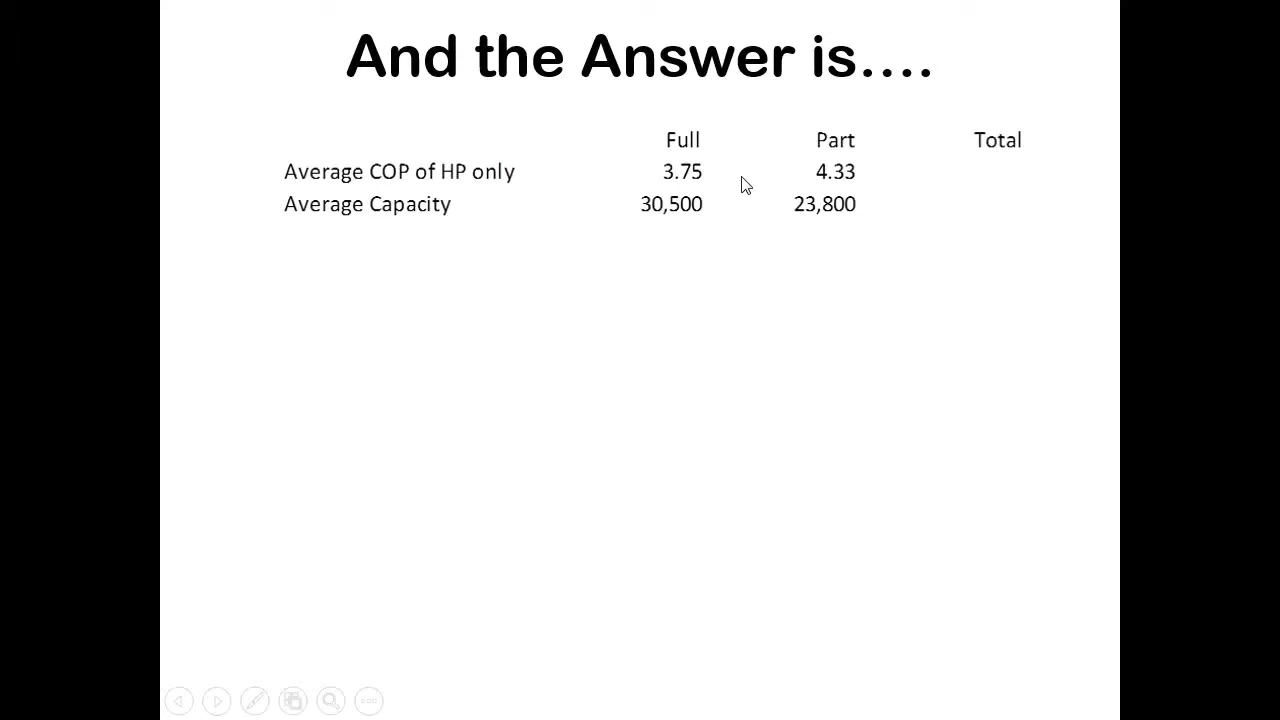 And the Answer is....
Full Part Total
Average COP of HP only 3.75 4.33
Average Capacity 30,500 23,800